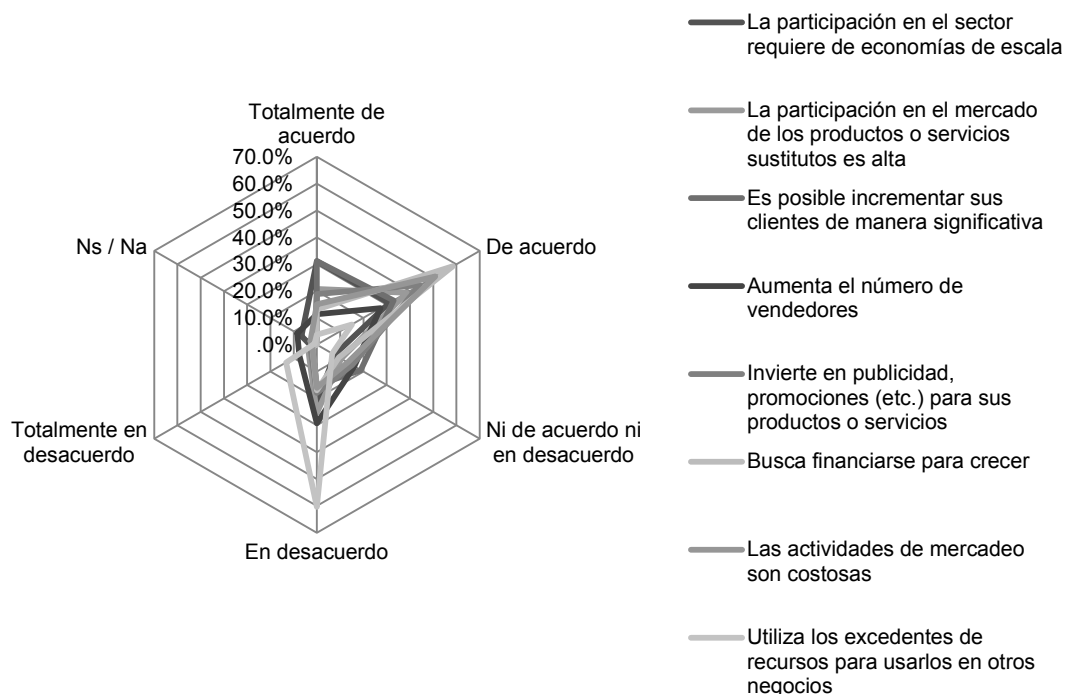 Totalmente de
acuerdo
70.0%
60.0%
50.0%
40.0%
30.0%
20.0%
10.0%
.0%
De acuerdo
Ni de acuerdo ni
en desacuerdo
En desacuerdo
Totalmente en
desacuerdo
Ns / Na
La participación en el sector
requiere de economías de escala
La participación en el mercado
de los productos o servicios
sustitutos es alta
Es posible incrementar sus
clientes de manera significativa
Aumenta el número de
vendedores
Invierte en publicidad,
promociones (etc.) para sus
productos o servicios
Busca financiarse para crecer
Las actividades de mercadeo
son costosas
Utiliza los excedentes de
recursos para usarlos en otros
negocios